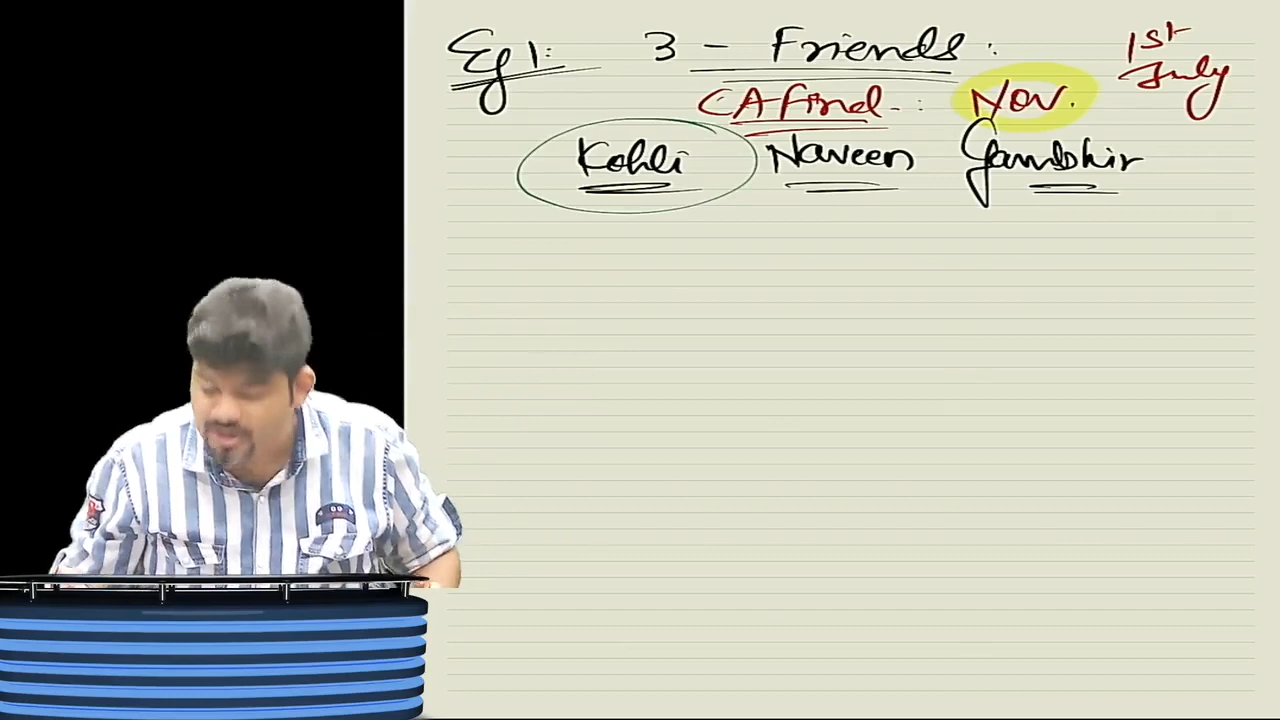 Eg 1: 3 - Friends :
1st July
CA Final - : Nov.
Kohli Naveen Gambhir